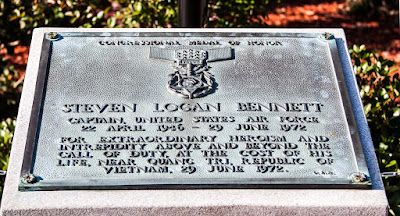 CONGRESSIONAL MEDAL OF HONOR
STEVEN LOGAN BENNETT
CAPTAIN, UNITED STATES AIR FORCE
22 APRIL 1946 – 29 JUNE 1972
FOR EXTRAORDINARY HEROISM AND
INTREPIDITY ABOVE AND BEYOND THE
CALL OF DUTY, AT THE COST OF HIS
LIFE, NEAR QUANG TRI, REPUBLIC OF
VIETNAM, 29 JUNE 1972.